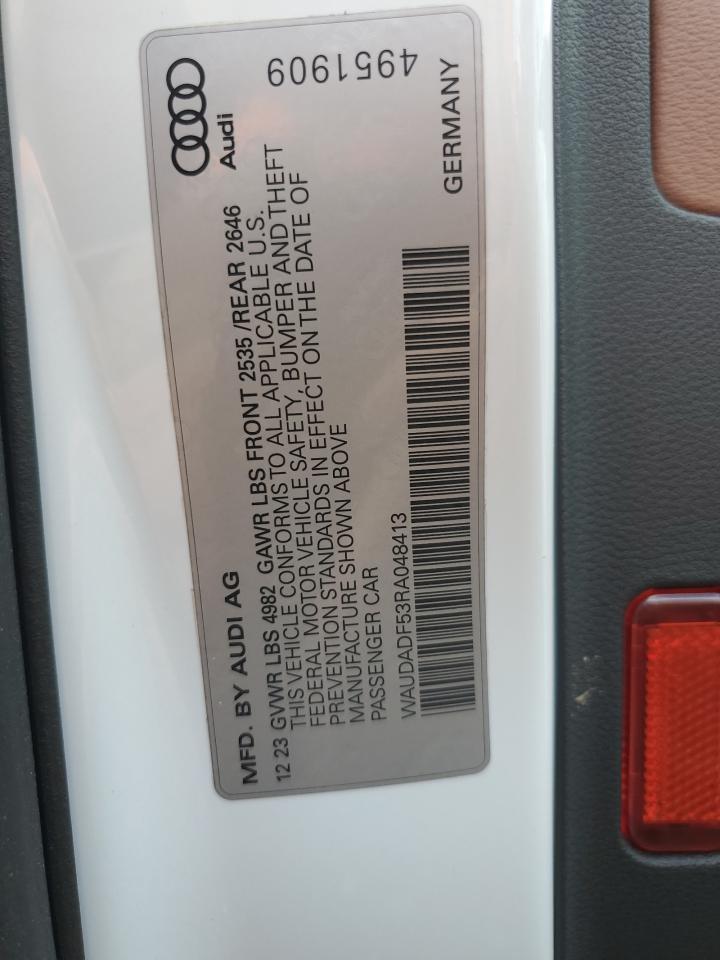 MFD. BY AUDI AG
Audi
12 23 GVWR LBS 4982 GAWR LBS FRONT 2535 /REAR 2646
THIS VEHICLE CONFORMS TO ALL APPLICABLE U.S.
FEDERAL MOTOR VEHICLE SAFETY, BUMPER AND THEFT
PREVENTION STANDARDS IN EFFECT ON THE DATE OF
MANUFACTURE SHOWN ABOVE
PASSENGER CAR
WAUDADF53RA048413
GERMANY
4951909